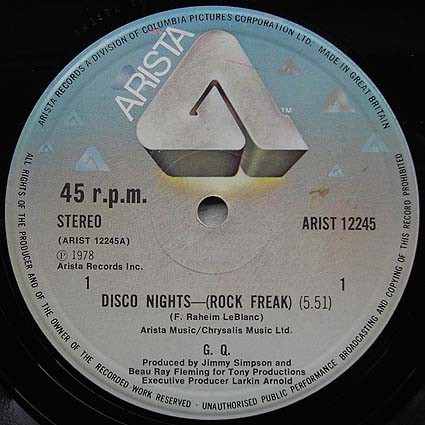 ARISTA RECORDS A DIVISION OF COLUMBIA PICTURES CORPORATION LTD. MADE IN GREAT BRITAIN
ARISTA
TM
45 r.p.m.
STEREO
ARIST 12245
(ARIST 12245A)
℗ 1978
Arista Records Inc.
1
1
DISCO NIGHTS—(ROCK FREAK) (5.51)
(F. Raheim LeBlanc)
Arista Music/Chrysalis Music Ltd.
G. Q.
Produced by Jimmy Simpson and
Beau Ray Fleming for Tony Productions
Executive Producer Larkin Arnold
ALL RIGHTS OF THE PRODUCER AND OF THE OWNER OF THE RECORDED WORK RESERVED · UNAUTHORISED PUBLIC PERFORMANCE BROADCASTING AND COPYING OF THIS RECORD PROHIBITED